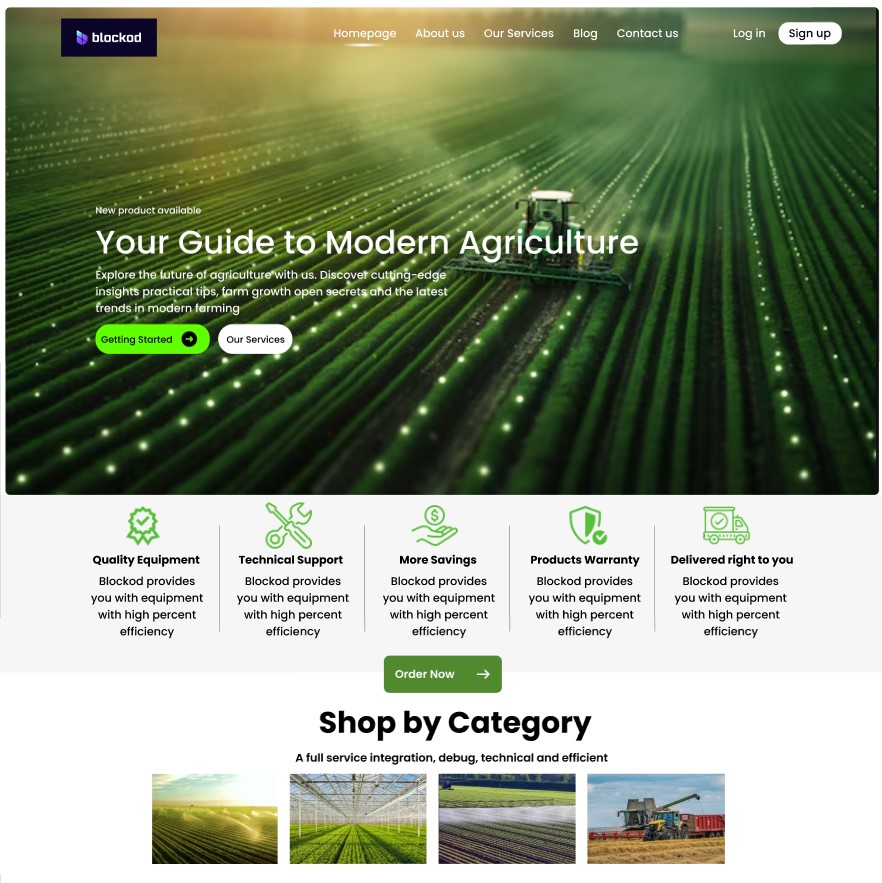 blockod
Homepage About us Our Services Blog Contact us Log in Sign up
New product available
Your Guide to Modern Agriculture
Explore the future of agriculture with us. Discover cutting-edge
insights practical tips, farm growth open secrets and the latest
trends in modern farming
Getting Started
Our Services
Quality Equipment
Blockod provides
you with equipment
with high percent
efficiency
Technical Support
Blockod provides
you with equipment
with high percent
efficiency
$
More Savings
Blockod provides
you with equipment
with high percent
efficiency
Products Warranty
Blockod provides
you with equipment
with high percent
efficiency
Delivered right to you
Blockod provides
you with equipment
with high percent
efficiency
Order Now
Shop by Category
A full service integration, debug, technical and efficient